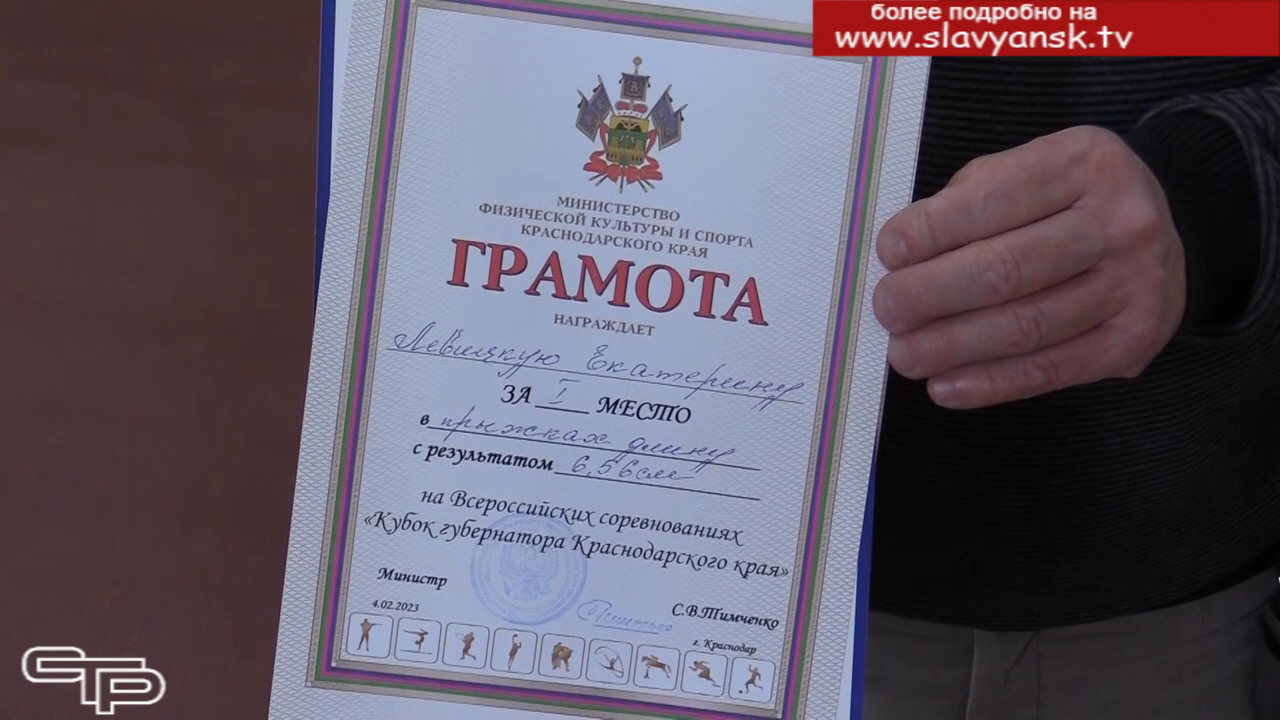 более подробно на
www.slavyansk.tv
МИНИСТЕРСТВО
ФИЗИЧЕСКОЙ КУЛЬТУРЫ И СПОРТА
КРАСНОДАРСКОГО КРАЯ
ГРАМОТА
НАГРАЖДАЕТ
Левицкую Екатерину
ЗА I МЕСТО
в прыжках длину
с результатом 6,56см
на Всероссийских соревнованиях
«Кубок губернатора Краснодарского края»
Министр
С.В.Тимченко
4.02.2023
г. Краснодар
СТР